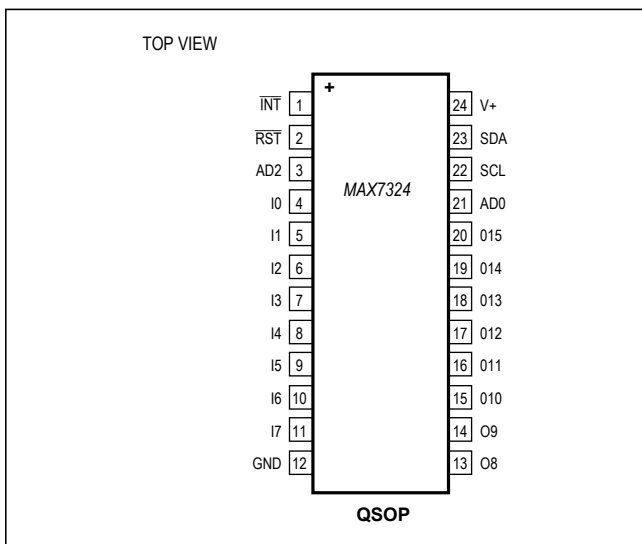 TOP VIEW
+
MAX7324
INT 1
RST 2
AD2 3
I0 4
I1 5
I2 6
I3 7
I4 8
I5 9
I6 10
I7 11
GND 12
24 V+
23 SDA
22 SCL
21 AD0
20 015
19 014
18 013
17 012
16 011
15 010
14 O9
13 O8
QSOP